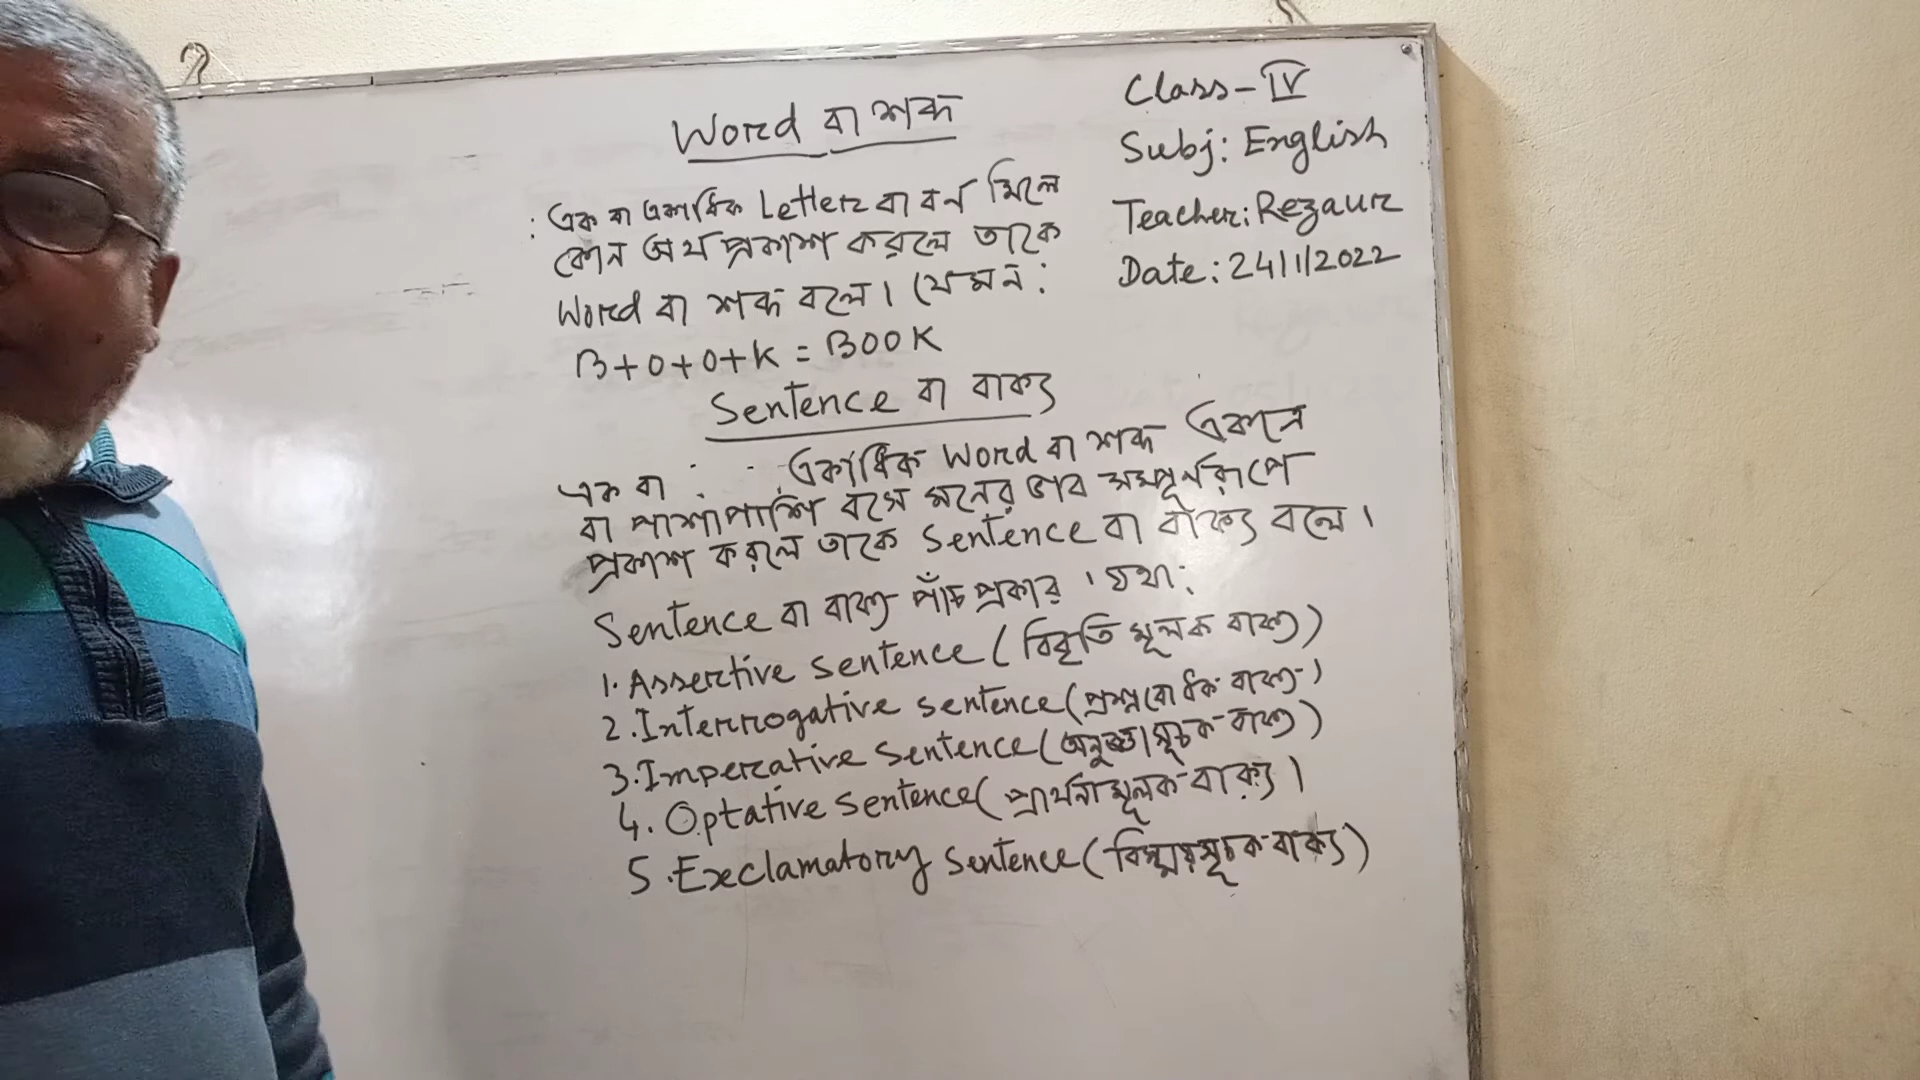 Word বা শব্দ
: এক বা একাধিক Letter বা বর্ন মিলে
কোন অর্থ প্রকাশ করলে তাকে
Word বা শব্দ বলে। যেমন:
B+O+O+K = BOOK
Class-IV
Subj: English
Teacher: Rezaur
Date: 24/1/2022
Sentence বা বাক্য
এক বা : একাধিক Word বা শব্দ একত্রে
বা পাশাপাশি বসে মনের ভাব সম্পূর্নরূপে
প্রকাশ করলে তাকে Sentence বা বাক্য বলে।
Sentence বা বাক্য পাঁচ প্রকার। যথা:
1. Assertive sentence (বিবৃতি মূলক বাক্য)
2. Interrogative sentence (প্রশ্নবোধক বাক্য)
3. Imperative sentence (অনুজ্ঞাসূচক বাক্য)
4. Optative sentence (প্রার্থনামূলক বাক্য)
5. Exclamatory sentence (বিস্ময়সূচক বাক্য)